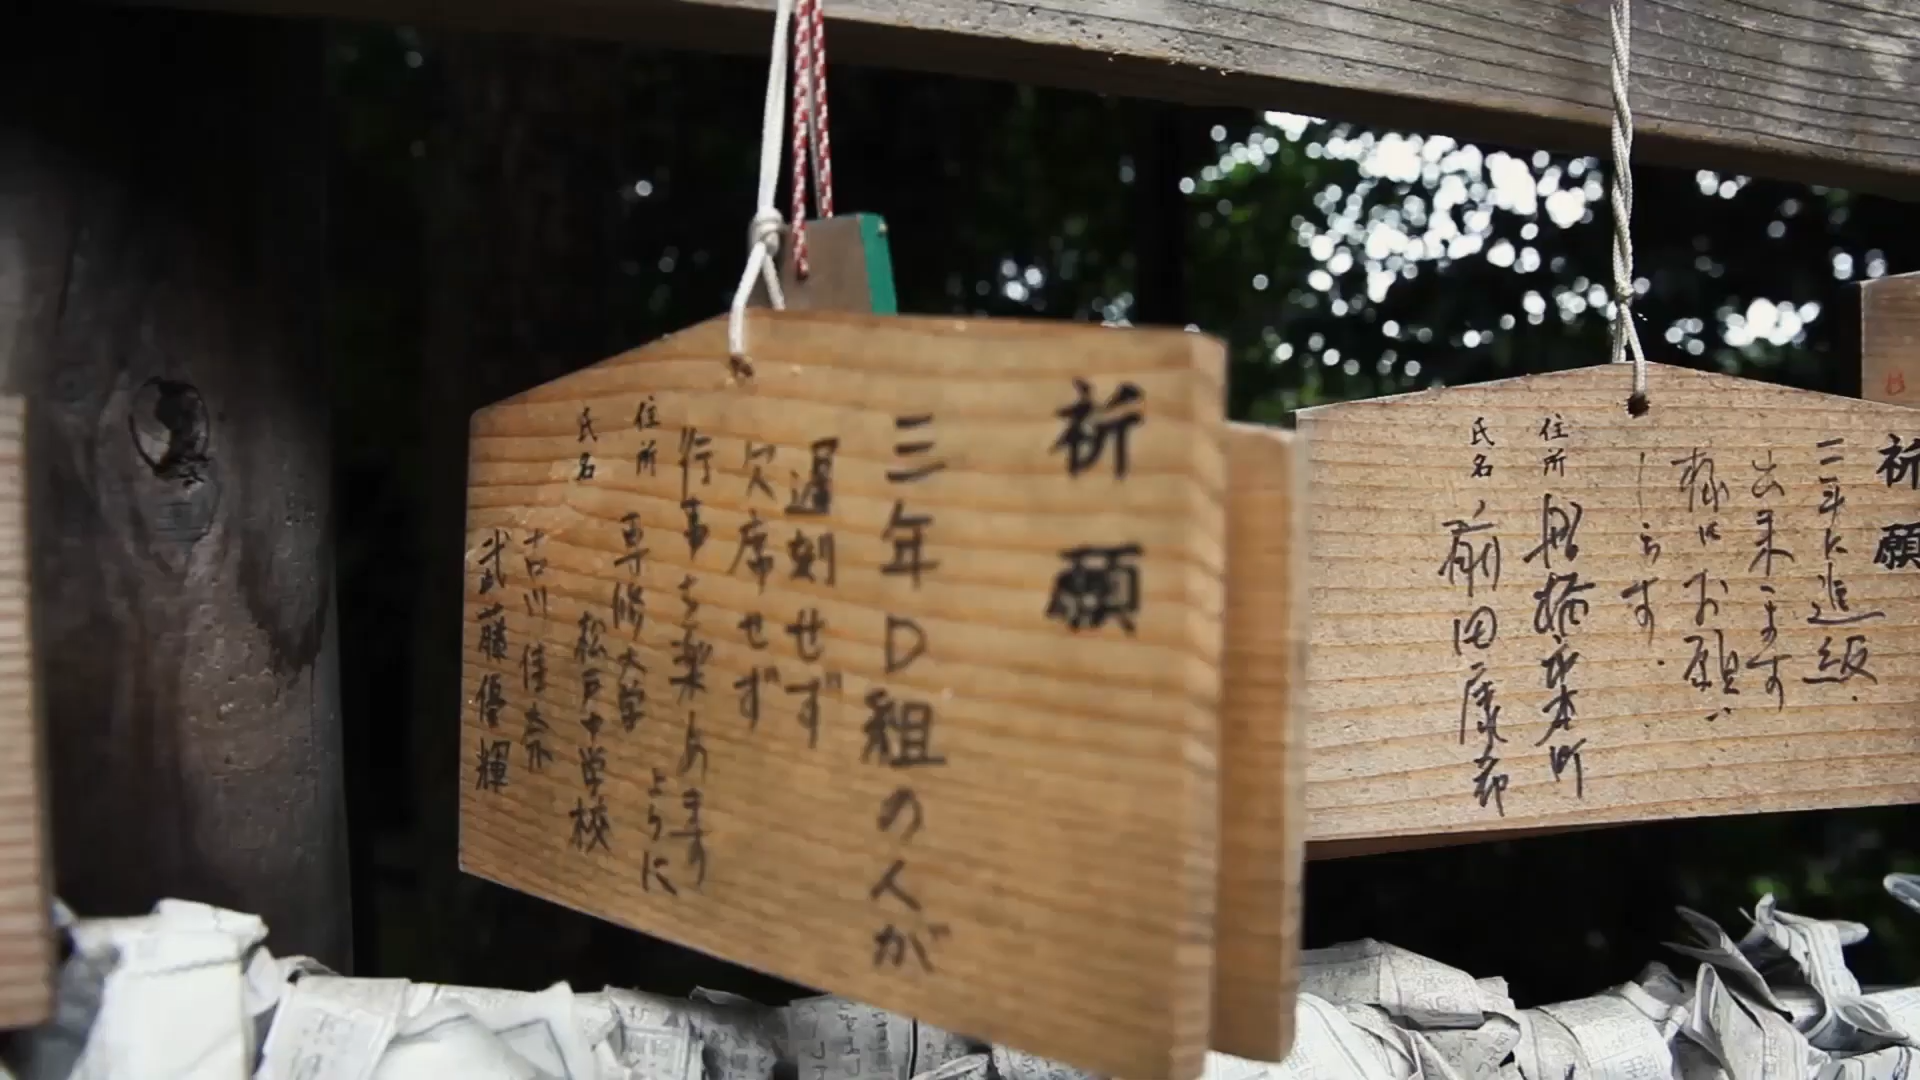 祈願
三年D組の人が
遅刻せず
欠席せず
行事を楽あます
ように
住所 専修大学
松戸中学校
氏名
古川佳奈
武藤優輝
祈願
二年に進級
出来ます
様にお願い
します
住所 船橋市本町
氏名 前田康郎